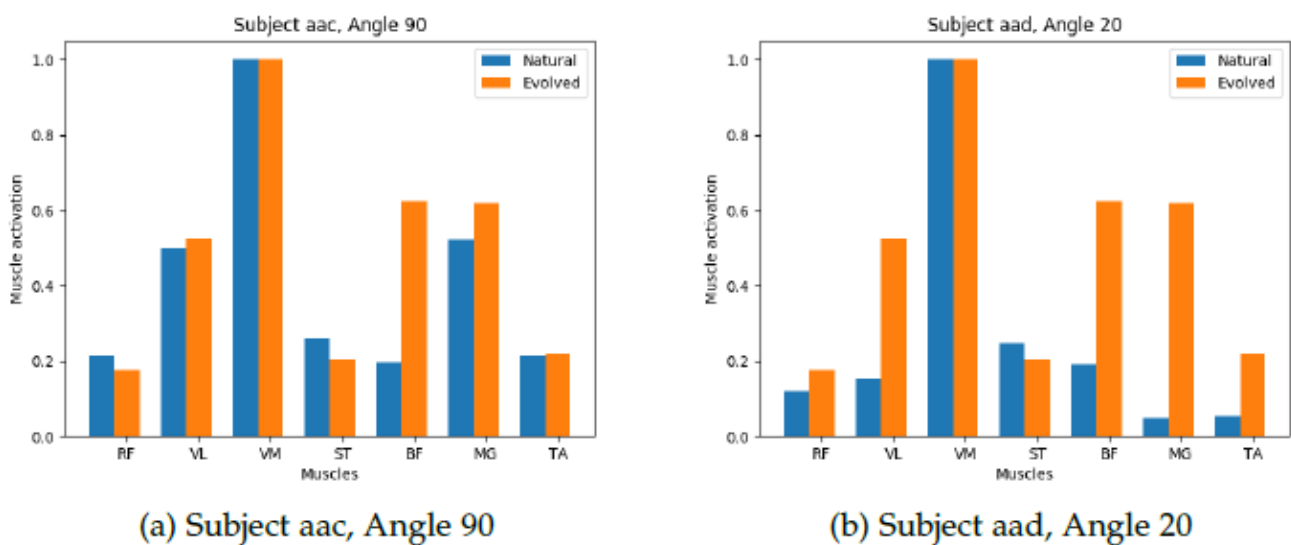 Subject aac, Angle 90
Natural
Evolved
Muscle activation
1.0
0.8
0.6
0.4
0.2
0.0
RF VL VM ST BF MG TA
Muscles
(a) Subject aac, Angle 90
Subject aad, Angle 20
Natural
Evolved
Muscle activation
1.0
0.8
0.6
0.4
0.2
0.0
RF VL VM ST BF MG TA
Muscles
(b) Subject aad, Angle 20